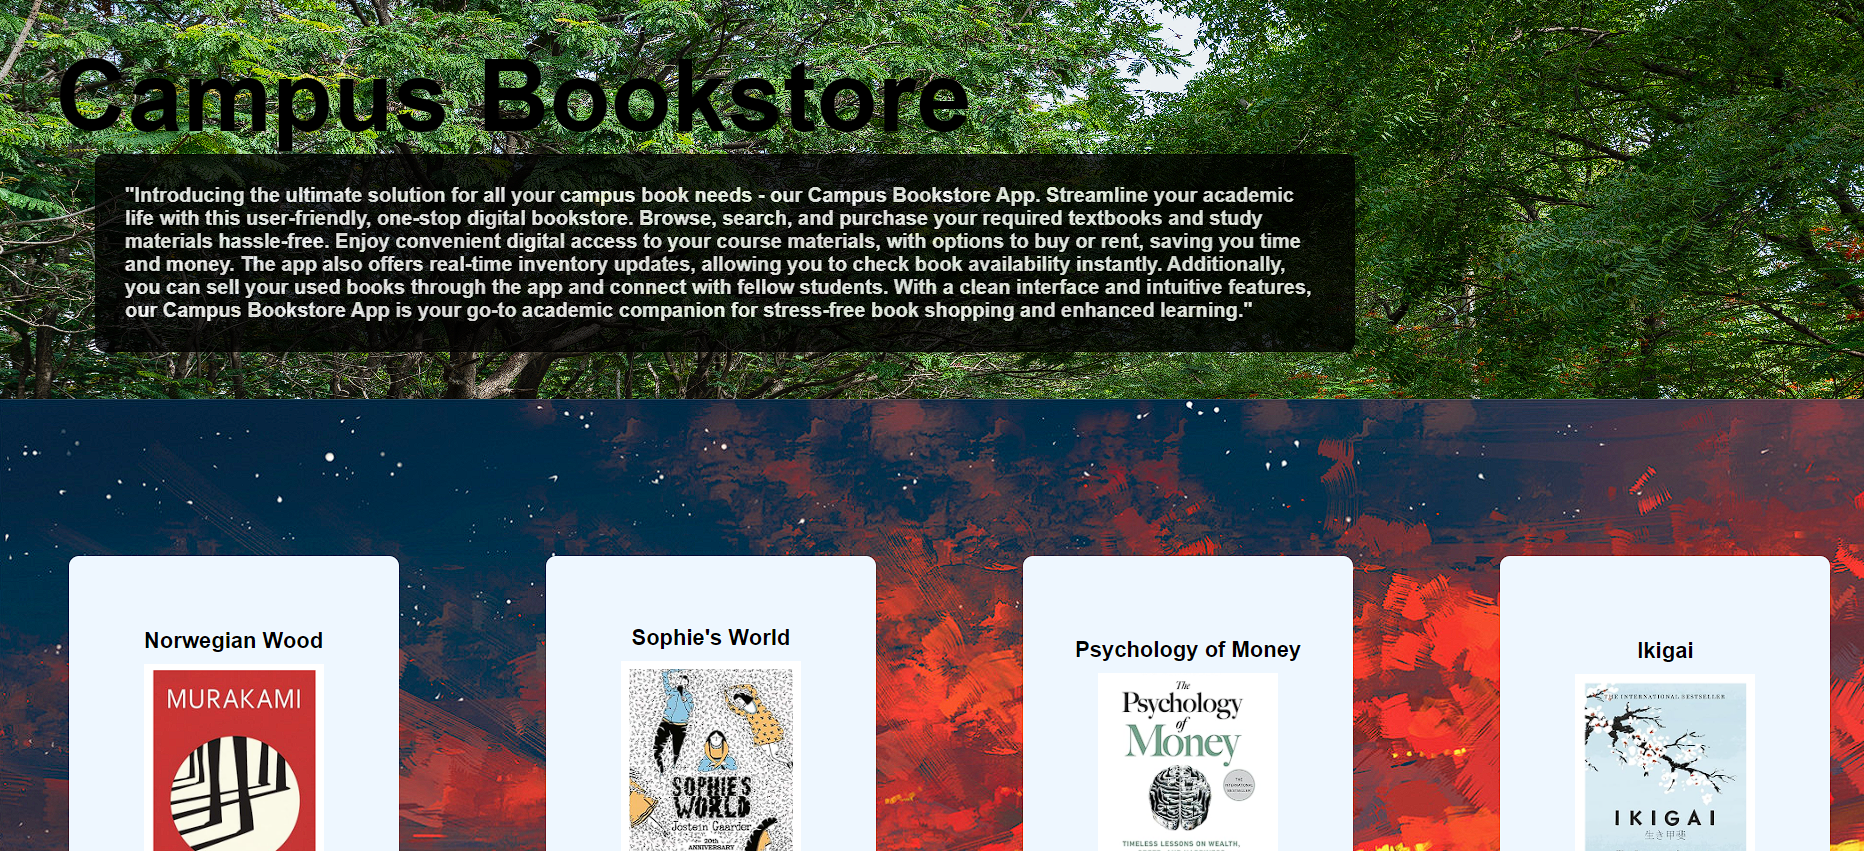 Campus Bookstore
"Introducing the ultimate solution for all your campus book needs - our Campus Bookstore App. Streamline your academic
life with this user-friendly, one-stop digital bookstore. Browse, search, and purchase your required textbooks and study
materials hassle-free. Enjoy convenient digital access to your course materials, with options to buy or rent, saving you time
and money. The app also offers real-time inventory updates, allowing you to check book availability instantly. Additionally,
you can sell your used books through the app and connect with fellow students. With a clean interface and intuitive features,
our Campus Bookstore App is your go-to academic companion for stress-free book shopping and enhanced learning."
Norwegian Wood
MURAKAMI
Sophie's World
SOPHIE'S
WORLD
Jostein Gaarder
20th
ANNIVERSARY
Psychology of Money
The
Psychology
of
Money
THE
INTERNATIONAL
BESTSELLER
TIMELESS LESSONS ON WEALTH,
Ikigai
THE INTERNATIONAL BESTSELLER
IKIGAI
生き甲斐